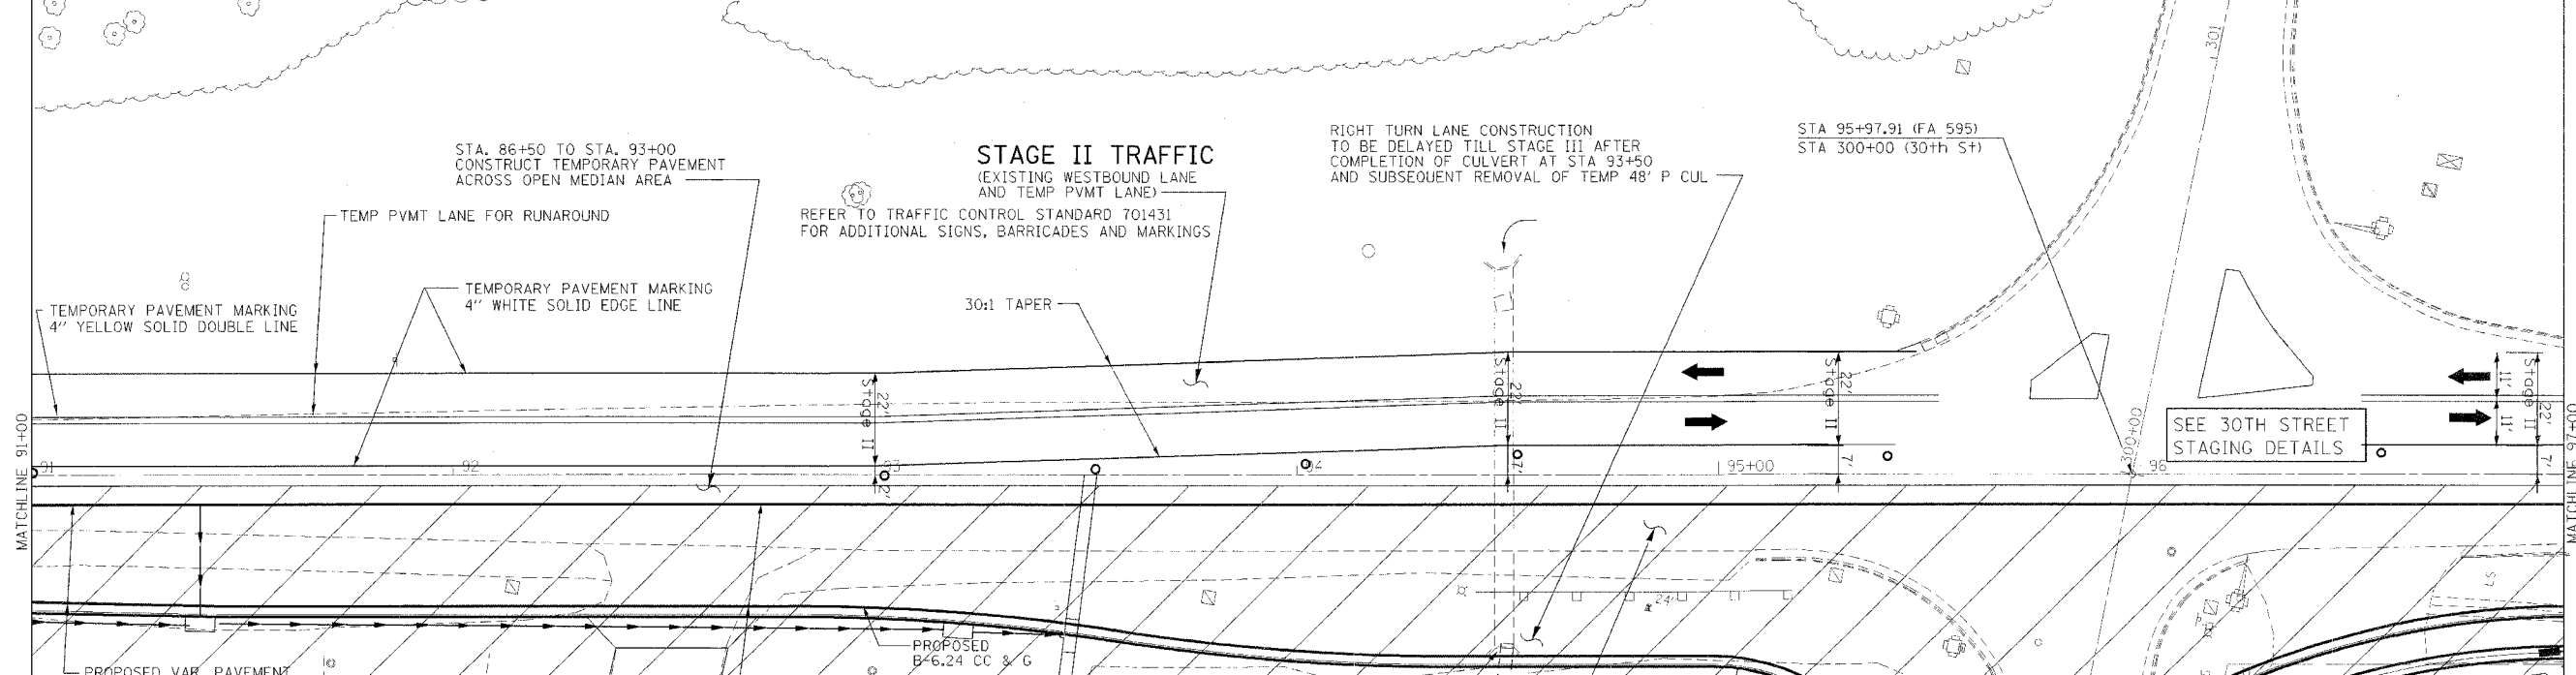 301
STA. 86+50 TO STA. 93+00
CONSTRUCT TEMPORARY PAVEMENT
ACROSS OPEN MEDIAN AREA
STAGE II TRAFFIC
(EXISTING WESTBOUND LANE
AND TEMP PVMT LANE)
REFER TO TRAFFIC CONTROL STANDARD 701431
FOR ADDITIONAL SIGNS, BARRICADES AND MARKINGS
RIGHT TURN LANE CONSTRUCTION
TO BE DELAYED TILL STAGE III AFTER
COMPLETION OF CULVERT AT STA 93+50
AND SUBSEQUENT REMOVAL OF TEMP 48' P CUL
STA 95+97.91 (FA 595)
STA 300+00 (30th St)
TEMP PVMT LANE FOR RUNAROUND
TEMPORARY PAVEMENT MARKING
4" WHITE SOLID EDGE LINE
TEMPORARY PAVEMENT MARKING
4" YELLOW SOLID DOUBLE LINE
30:1 TAPER
22'
Stage II
22'
Stage II
22'
Stage II
11'
11'
22'
Stage II
SEE 30TH STREET
STAGING DETAILS
MATCHLINE 91+00
MATCHLINE 97+00
91
92
93
94
95+00
96
300+00
2'
7'
7'
7'
24'
LS
PROPOSED
B-6.24 CC & G
PROPOSED VAR. PAVEMENT